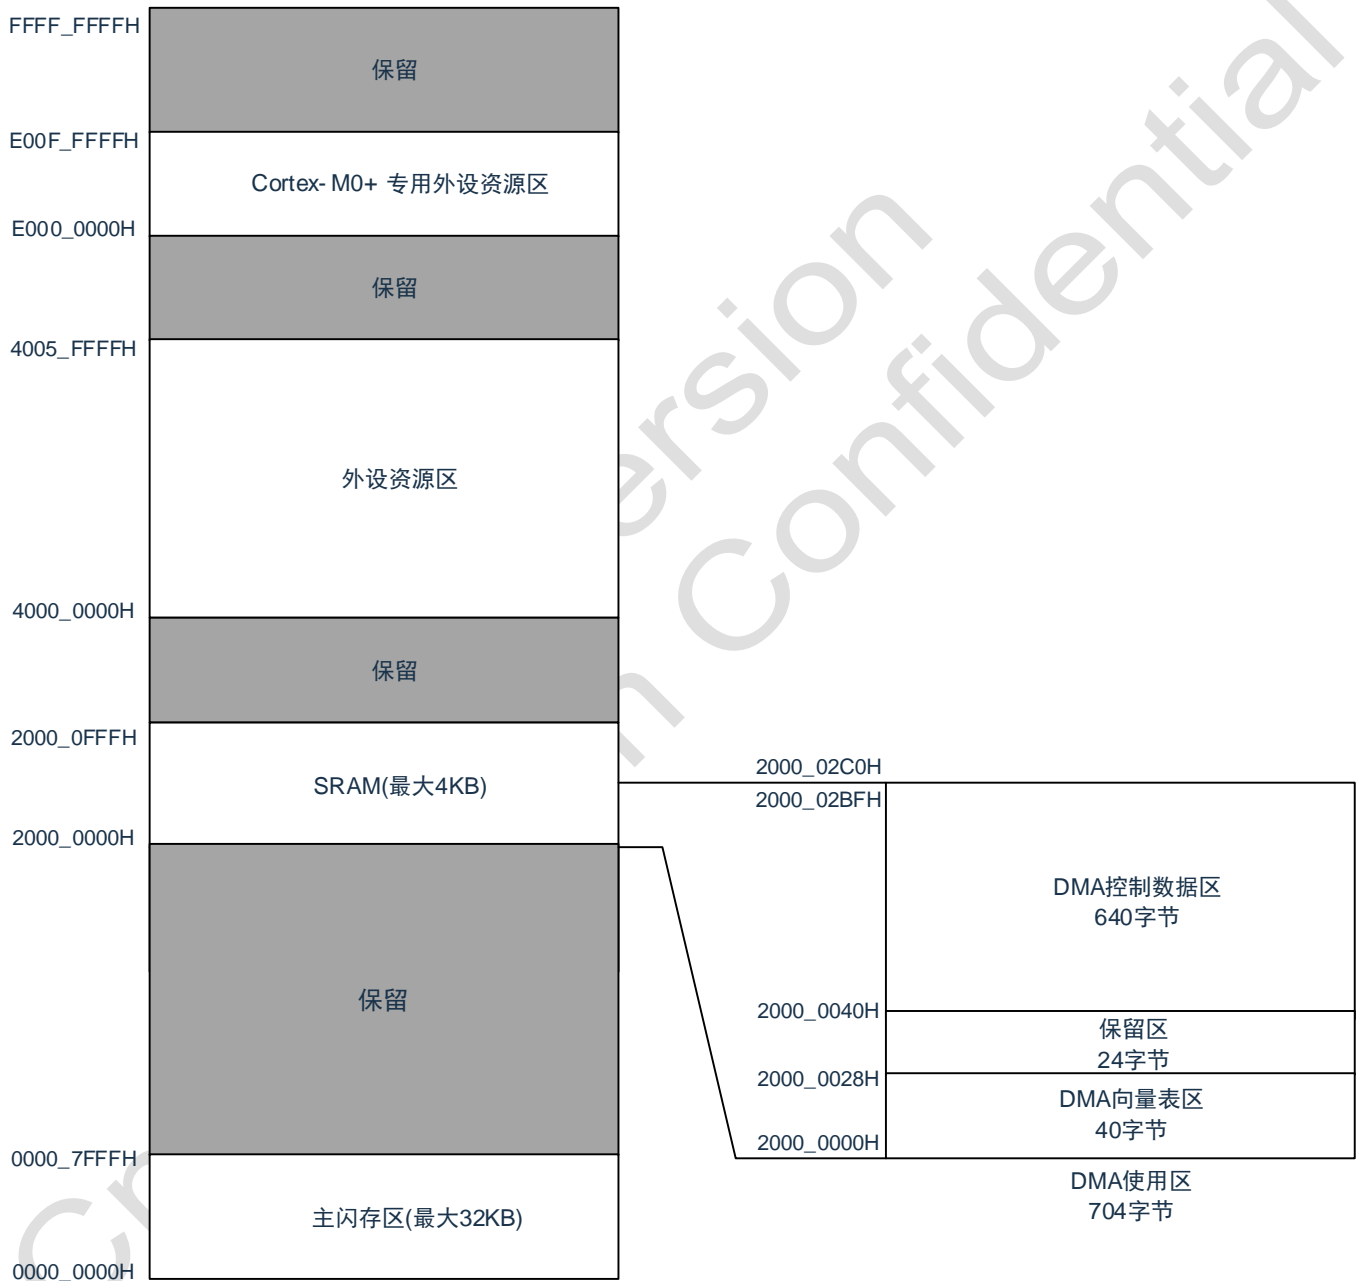 FFFF_FFFFH
保留
E00F_FFFFH
Cortex- M0+ 专用外设资源区
E000_0000H
保留
4005_FFFFH
外设资源区
4000_0000H
保留
2000_0FFFH
SRAM(最大4KB)
2000_0000H
保留
0000_7FFFH
主闪存区(最大32KB)
0000_0000H
2000_02C0H
2000_02BFH
DMA控制数据区
640字节
2000_0040H
保留区
24字节
2000_0028H
DMA向量表区
40字节
2000_0000H
DMA使用区
704字节
Confidential